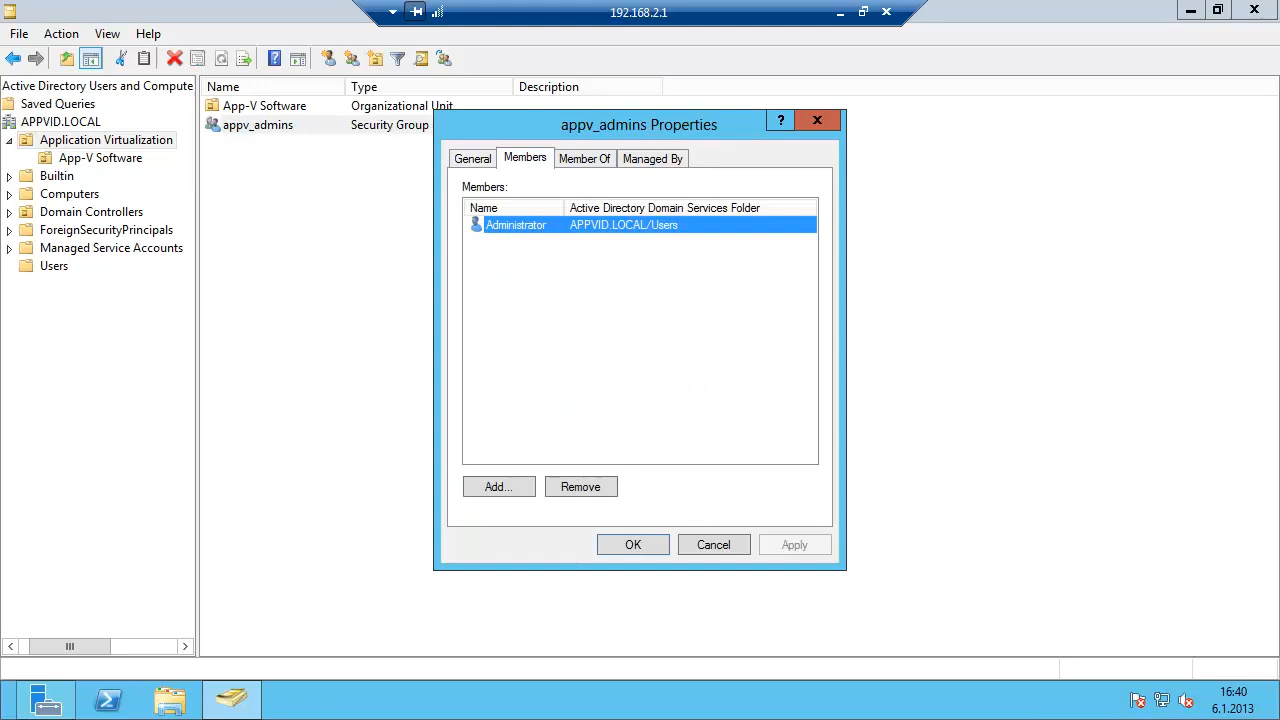 192.168.2.1
File Action View Help
Active Directory Users and Compute
Saved Queries
APPVID.LOCAL
Application Virtualization
App-V Software
Builtin
Computers
Domain Controllers
ForeignSecurityPrincipals
Managed Service Accounts
Users
Name Type Description
App-V Software Organizational Unit
appv_admins Security Group
appv_admins Properties
General Members Member Of Managed By
Members:
Name Active Directory Domain Services Folder
Administrator APPVID.LOCAL/Users
Add... Remove
OK Cancel Apply
16:40
6.1.2013